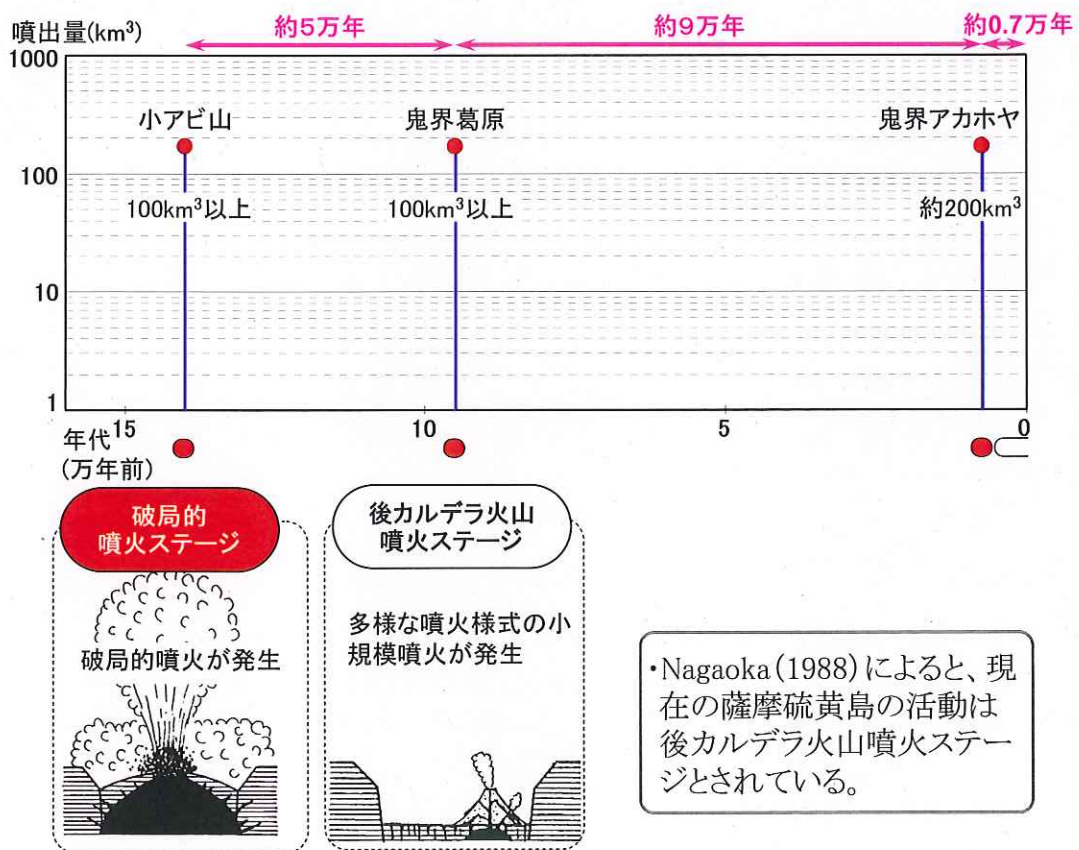 約5万年
約9万年
約0.7万年
噴出量(km³)
1000
小アビ山
鬼界葛原
鬼界アカホヤ
100
100km³以上
100km³以上
約200km³
10
1
15
10
5
0
年代
(万年前)
破局的
噴火ステージ
後カルデラ火山
噴火ステージ
破局的噴火が発生
多様な噴火様式の小
規模噴火が発生
・Nagaoka(1988)によると、現
在の薩摩硫黄島の活動は
後カルデラ火山噴火ステー
ジとされている。